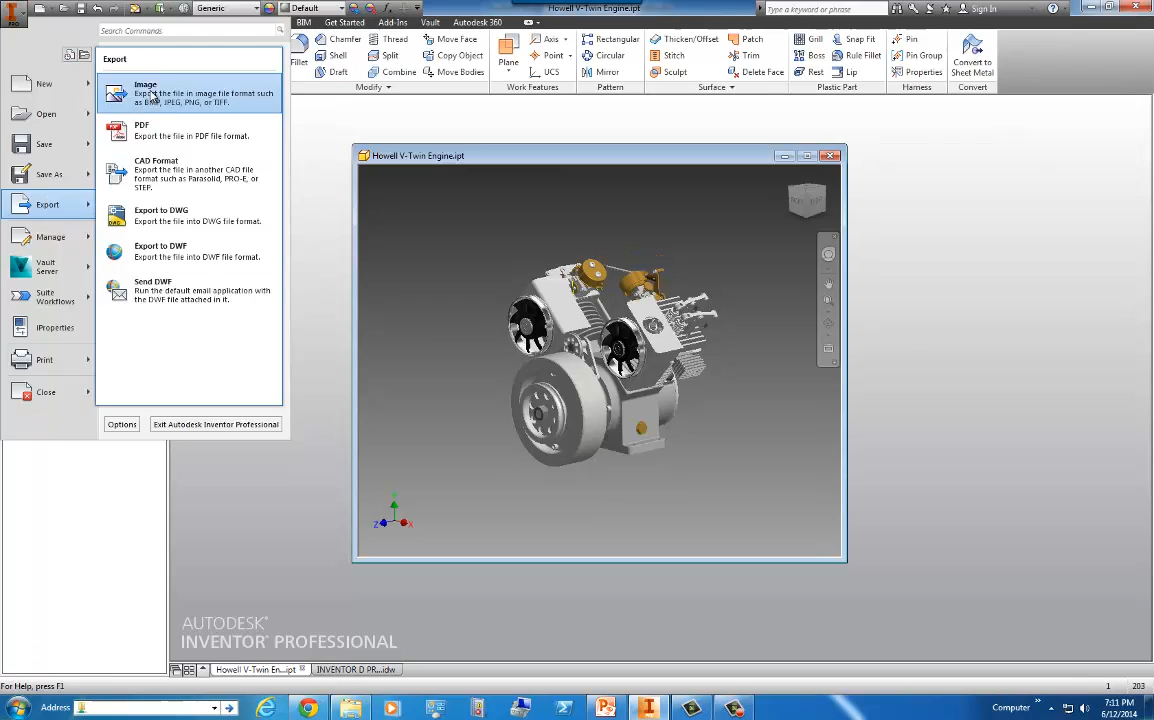 PRO
Generic
Default
Howell V-Twin Engine.ipt
Type a keyword or phrase
Sign In
Search Commands
BIM Get Started Add-Ins Vault Autodesk 360
Export
New
Open
Save
Save As
Export
Manage
Vault
Server
Suite
Workflows
iProperties
Print
Close
Image
Export the file in image file format such
as BMP, JPEG, PNG, or TIFF.
PDF
Export the file in PDF file format.
CAD Format
Export the file in another CAD file
format such as Parasolid, PRO-E, or
STEP.
Export to DWG
Export the file into DWG file format.
Export to DWF
Export the file into DWF file format.
Send DWF
Run the default email application with
the DWF file attached in it.
Options Exit Autodesk Inventor Professional
Fillet
Chamfer Thread Move Face
Shell Split Copy Object
Draft Combine Move Bodies
Modify
Plane
Axis
Point
UCS
Work Features
Rectangular
Circular
Mirror
Pattern
Thicken/Offset Patch
Stitch Trim
Sculpt Delete Face
Surface
Grill Snap Fit
Boss Rule Fillet
Rest Lip
Plastic Part
Pin
Pin Group
Properties
Harness
Convert to
Sheet Metal
Convert
Howell V-Twin Engine.ipt
Y
Z
X
AUTODESK®
INVENTOR® PROFESSIONAL
Howell V-Twin En...ipt INVENTOR D PR...idw
For Help, press F1
1 203
Address
Computer
7:11 PM
6/12/2014